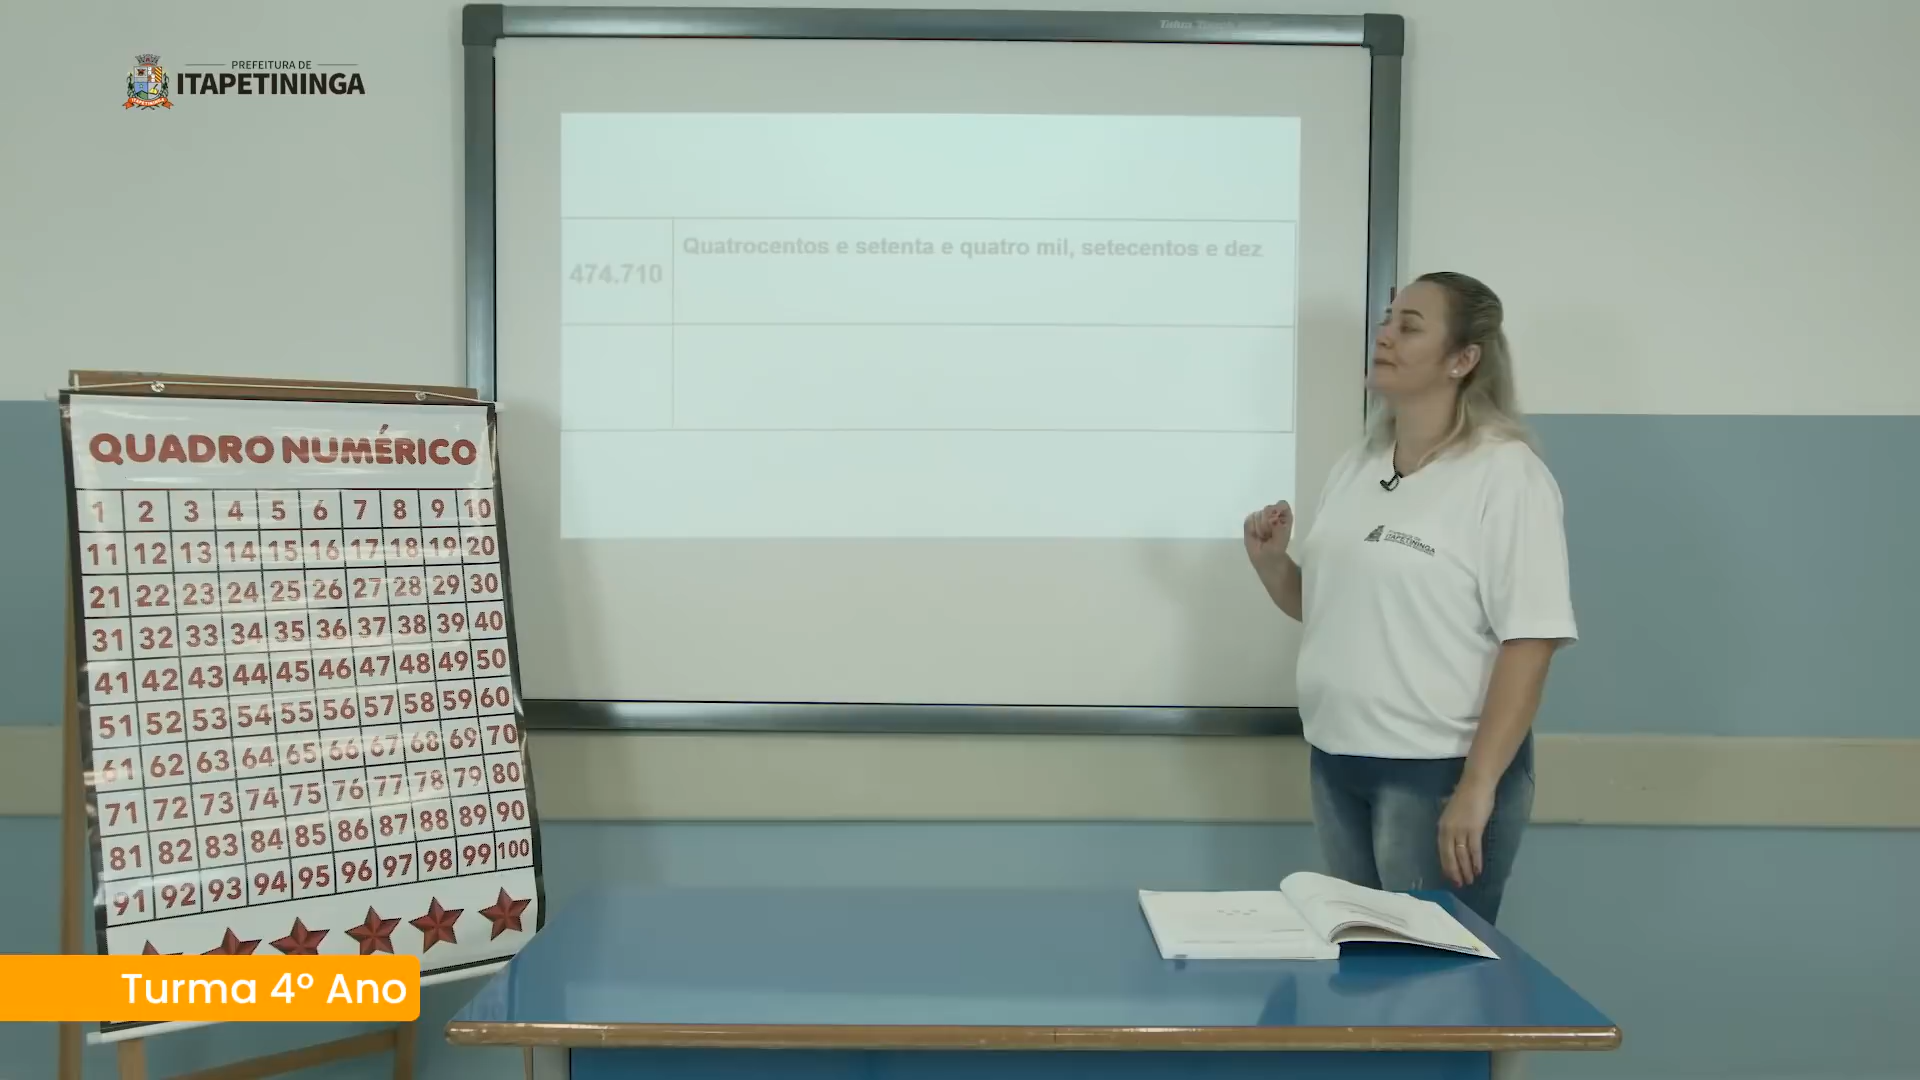 PREFEITURA DE
ITAPETININGA
Quatrocentos e setenta e quatro mil, setecentos e dez
474.710
QUADRO NUMÉRICO
1 2 3 4 5 6 7 8 9 10
11 12 13 14 15 16 17 18 19 20
21 22 23 24 25 26 27 28 29 30
31 32 33 34 35 36 37 38 39 40
41 42 43 44 45 46 47 48 49 50
51 52 53 54 55 56 57 58 59 60
61 62 63 64 65 66 67 68 69 70
71 72 73 74 75 76 77 78 79 80
81 82 83 84 85 86 87 88 89 90
91 92 93 94 95 96 97 98 99 100
ITAPETININGA
Turma 4º Ano